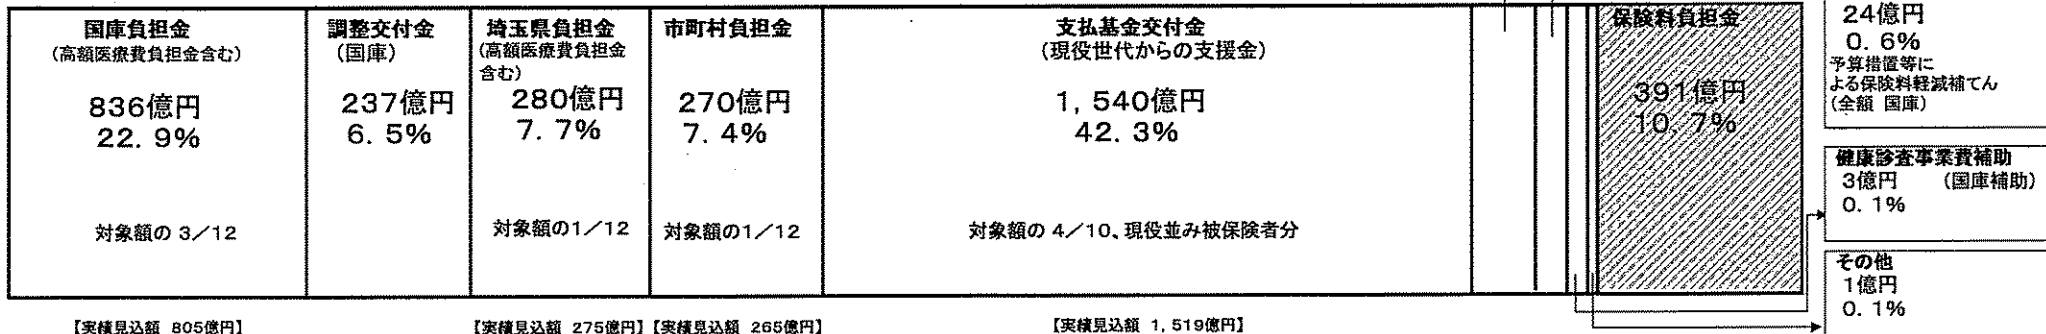 国庫負担金
(高額医療費負担金含む)
836億円
22.9%
対象額の 3／12
【実績見込額 805億円】
調整交付金
(国庫)
237億円
6.5%
埼玉県負担金
(高額医療費負担金
含む)
280億円
7.7%
対象額の1／12
【実績見込額 275億円】
市町村負担金
270億円
7.4%
対象額の1／12
【実績見込額 265億円】
支払基金交付金
(現役世代からの支援金)
1,540億円
42.3%
対象額の 4／10、現役並み被保険者分
【実績見込額 1,519億円】
保険料負担金
391億円
10.7%
24億円
0.6%
予算措置等に
よる保険料軽減補てん
(全額 国庫)
健康診査事業費補助
3億円 (国庫補助)
0.1%
その他
1億円
0.1%